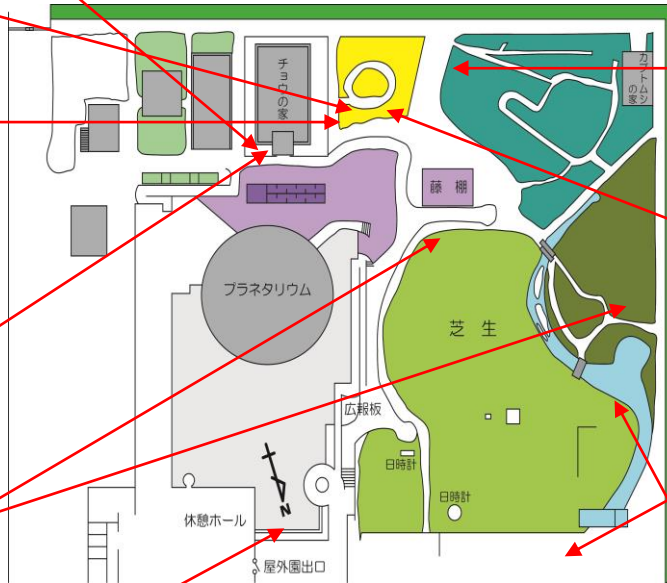 チョウの家
カブトムシの家
藤棚
プラネタリウム
芝生
広報板
日時計
日時計
N
休憩ホール
屋外園出口